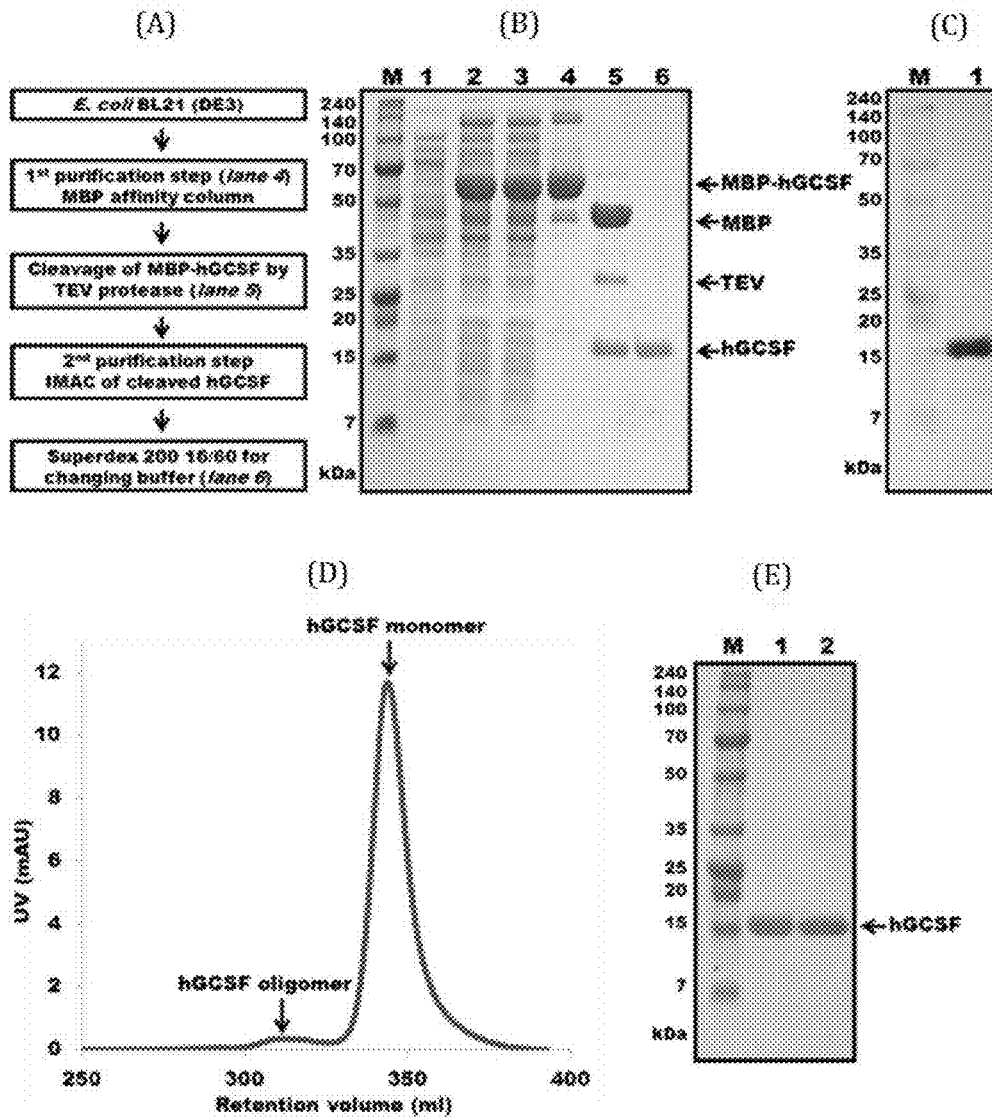 (A)
E. coli BL21 (DE3)
1st purification step (lane 4)
MBP affinity column
Cleavage of MBP-hGCSF by
TEV protease (lane 5)
2nd purification step
IMAC of cleaved hGCSF
Superdex 200 16/60 for
changing buffer (lane 6)
(B)
M 1 2 3 4 5 6
240
140
100
70
50
35
25
20
15
7
kDa
MBP-hGCSF
MBP
TEV
hGCSF
(C)
M 1
240
140
100
70
50
35
25
20
15
7
kDa
(D)
hGCSF monomer
hGCSF oligomer
UV (mAU)
12
10
8
6
4
2
0
250 300 350 400
Retention volume (ml)
(E)
M 1 2
240
140
100
70
50
35
25
20
15
7
kDa
hGCSF